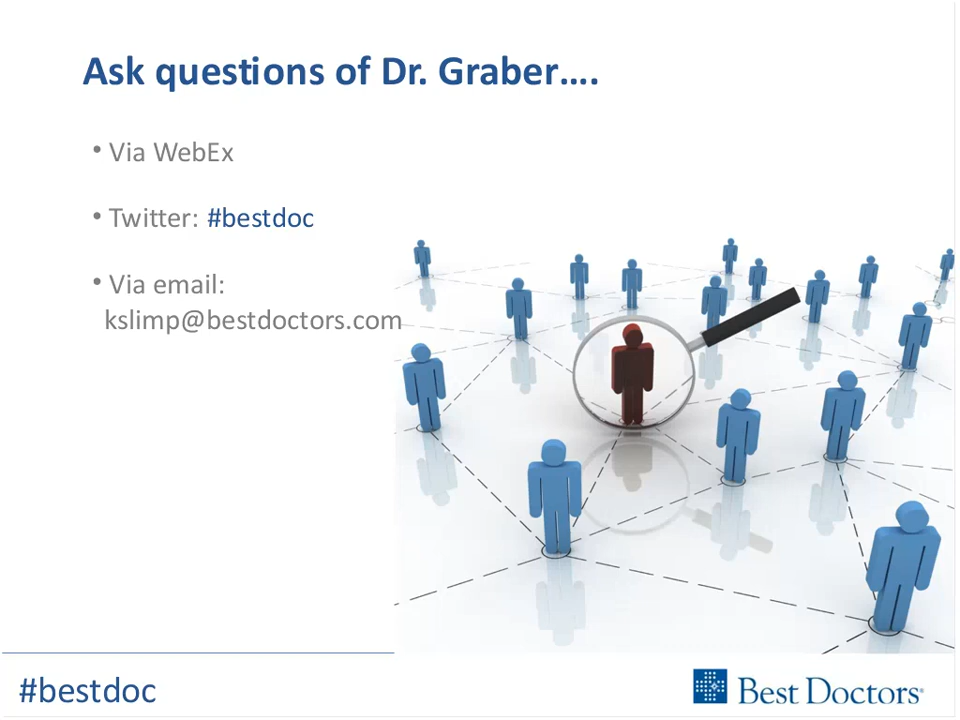 Ask questions of Dr. Graber….
• Via WebEx
• Twitter: #bestdoc
• Via email:
kslimp@bestdoctors.com
#bestdoc
Best Doctors®